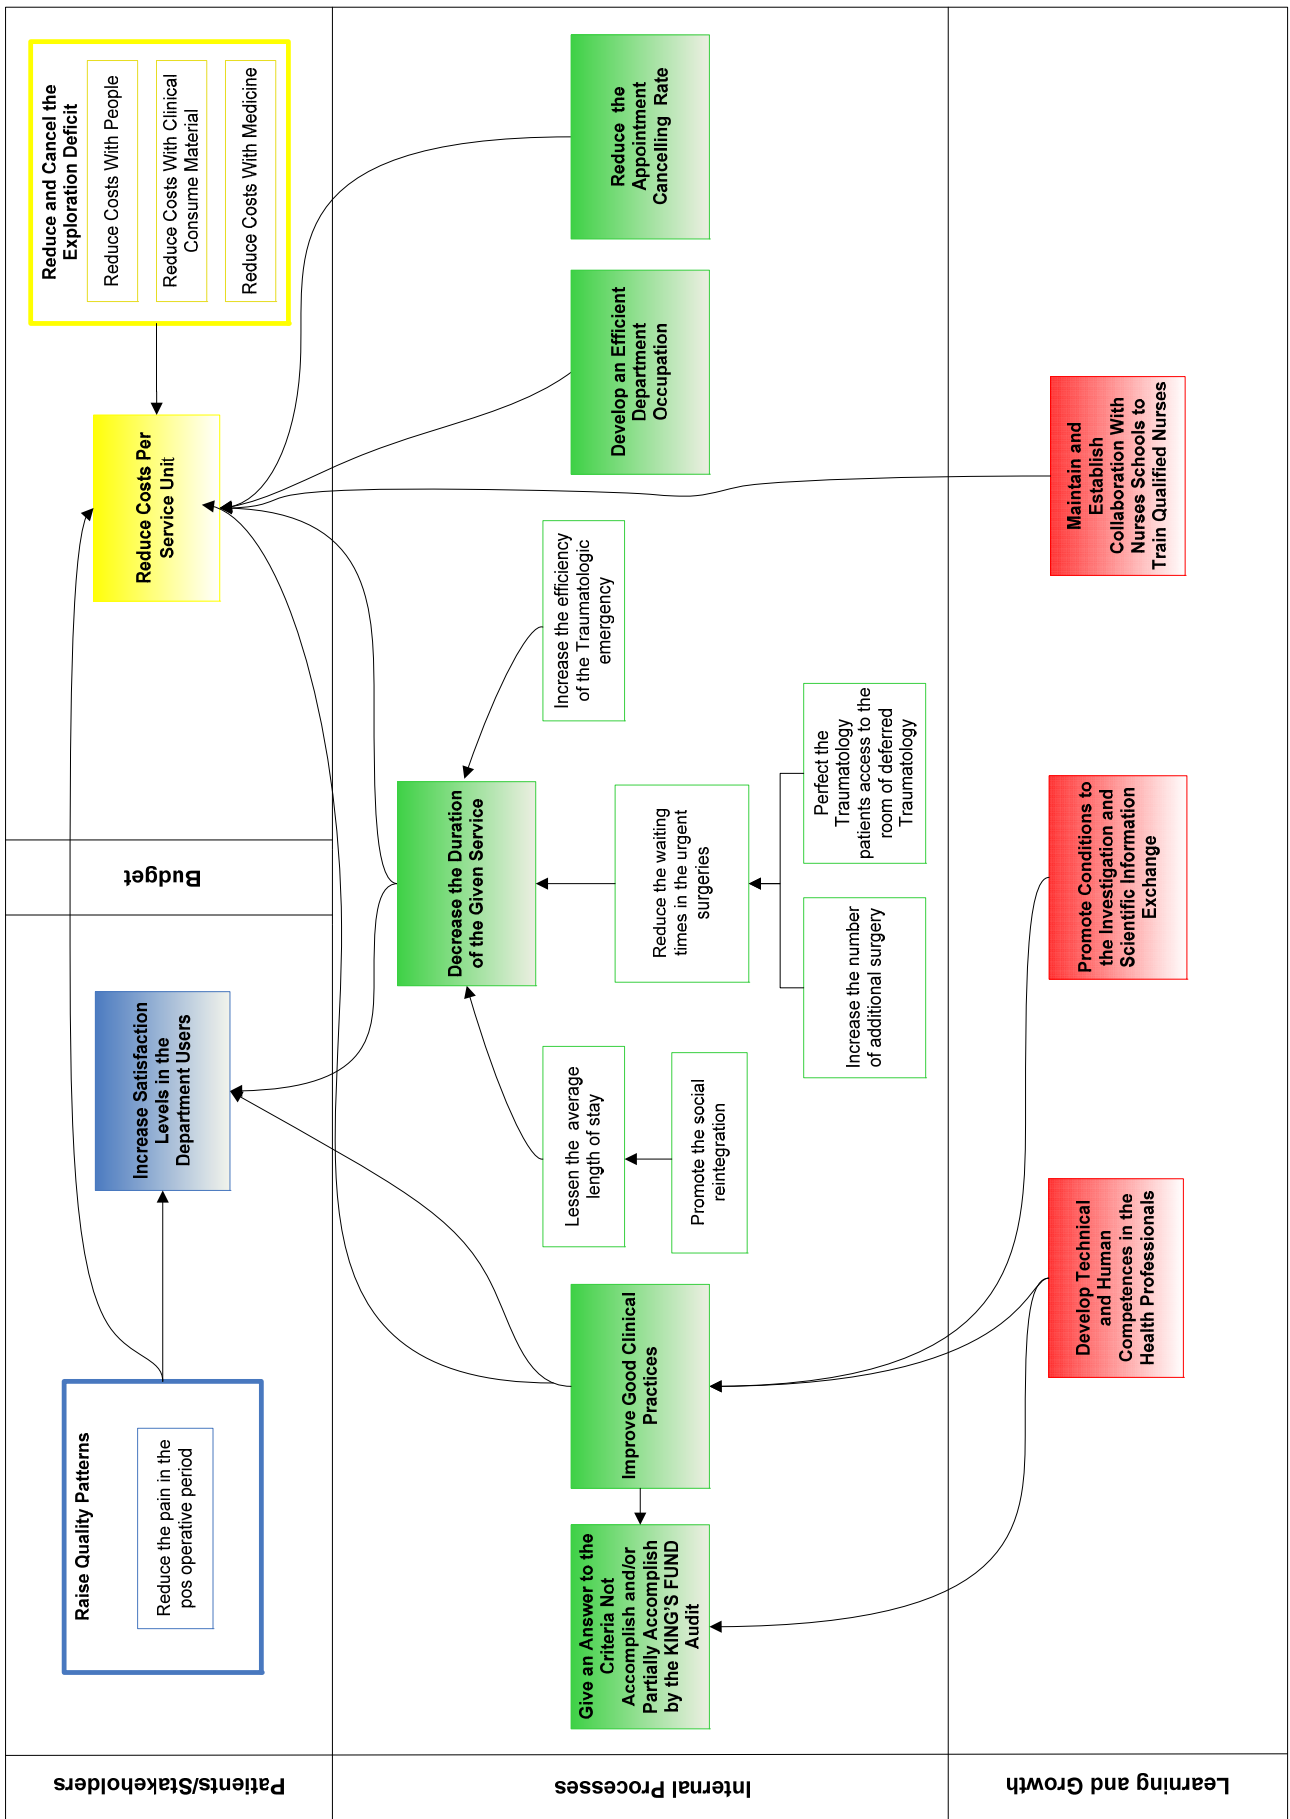 Patients/Stakeholders
Raise Quality Patterns
Reduce the pain in the
pos operative period
Increase Satisfaction
Levels in the
Department Users
Budget
Reduce Costs Per
Service Unit
Reduce and Cancel the
Exploration Deficit
Reduce Costs With People
Reduce Costs With Clinical
Consume Material
Reduce Costs With Medicine
Internal Processes
Give an Answer to the
Criteria Not
Accomplish and/or
Partially Accomplish
by the KING'S FUND
Audit
Improve Good Clinical
Practices
Decrease the Duration
of the Given Service
Lessen the average
length of stay
Promote the social
reintegration
Reduce the waiting
times in the urgent
surgeries
Increase the number
of additional surgery
Perfect the
Traumatology
patients access to the
room of deferred
Traumatology
Increase the efficiency
of the Traumatologic
emergency
Develop an Efficient
Department
Occupation
Reduce the
Appointment
Cancelling Rate
Learning and Growth
Develop Technical
and Human
Competences in the
Health Professionals
Promote Conditions to
the Investigation and
Scientific Information
Exchange
Maintain and
Establish
Collaboration With
Nurses Schools to
Train Qualified Nurses